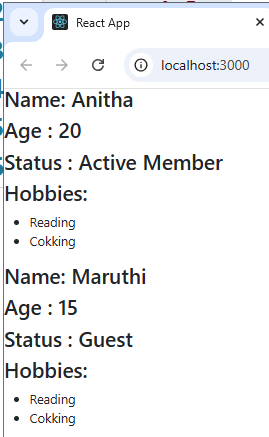 React App
localhost:3000
Name: Anitha
Age : 20
Status : Active Member
Hobbies:
Reading
Cokking
Name: Maruthi
Age : 15
Status : Guest
Hobbies:
Reading
Cokking